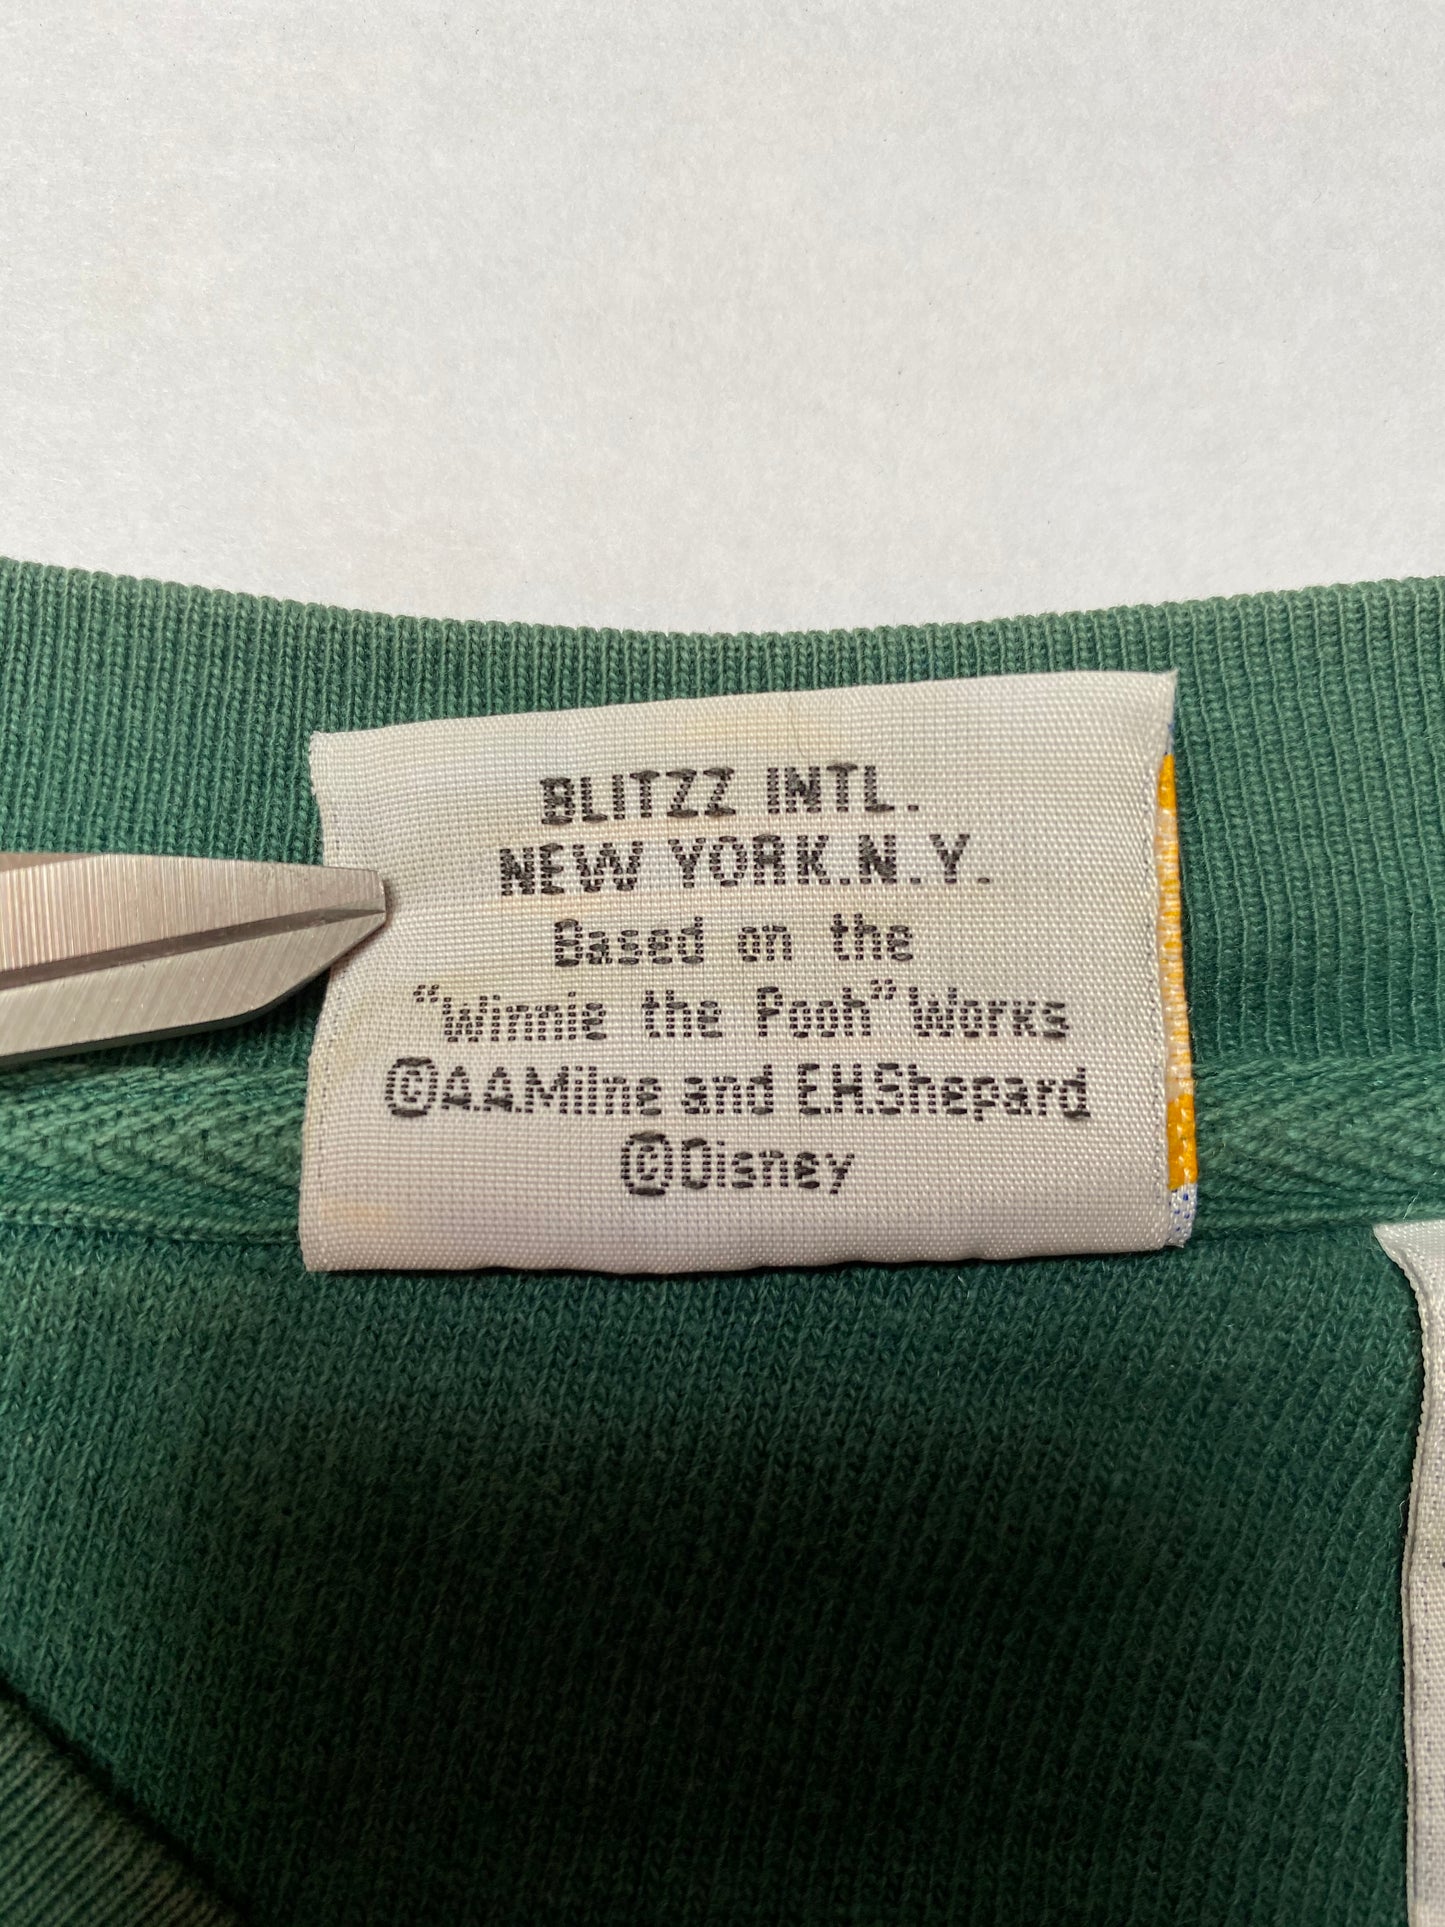 BLITZZ INTL.
NEW YORK.N.Y.
Based on the
"Winnie the Pooh" Works
©A.A.Milne and E.H.Shepard
©Disney